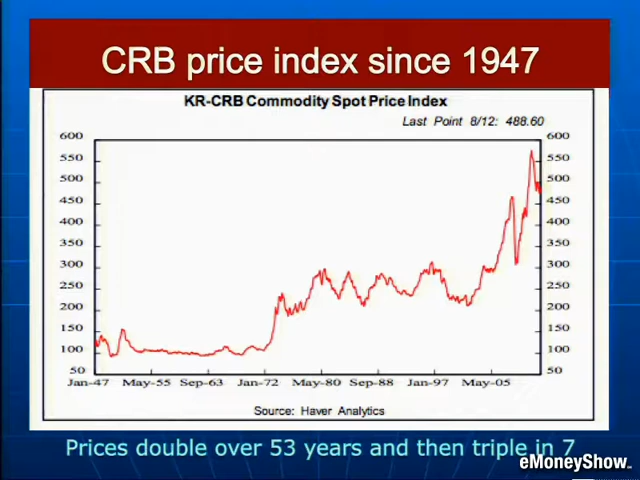 CRB price index since 1947
KR-CRB Commodity Spot Price Index
Last Point 8/12: 488.60
600 600
550 550
500 500
450 450
400 400
350 350
300 300
250 250
200 200
150 150
100 100
50 50
Jan-47 May-55 Sep-63 Jan-72 May-80 Sep-88 Jan-97 May-05
Source: Haver Analytics
Prices double over 53 years and then triple in 7
eMoneyShow